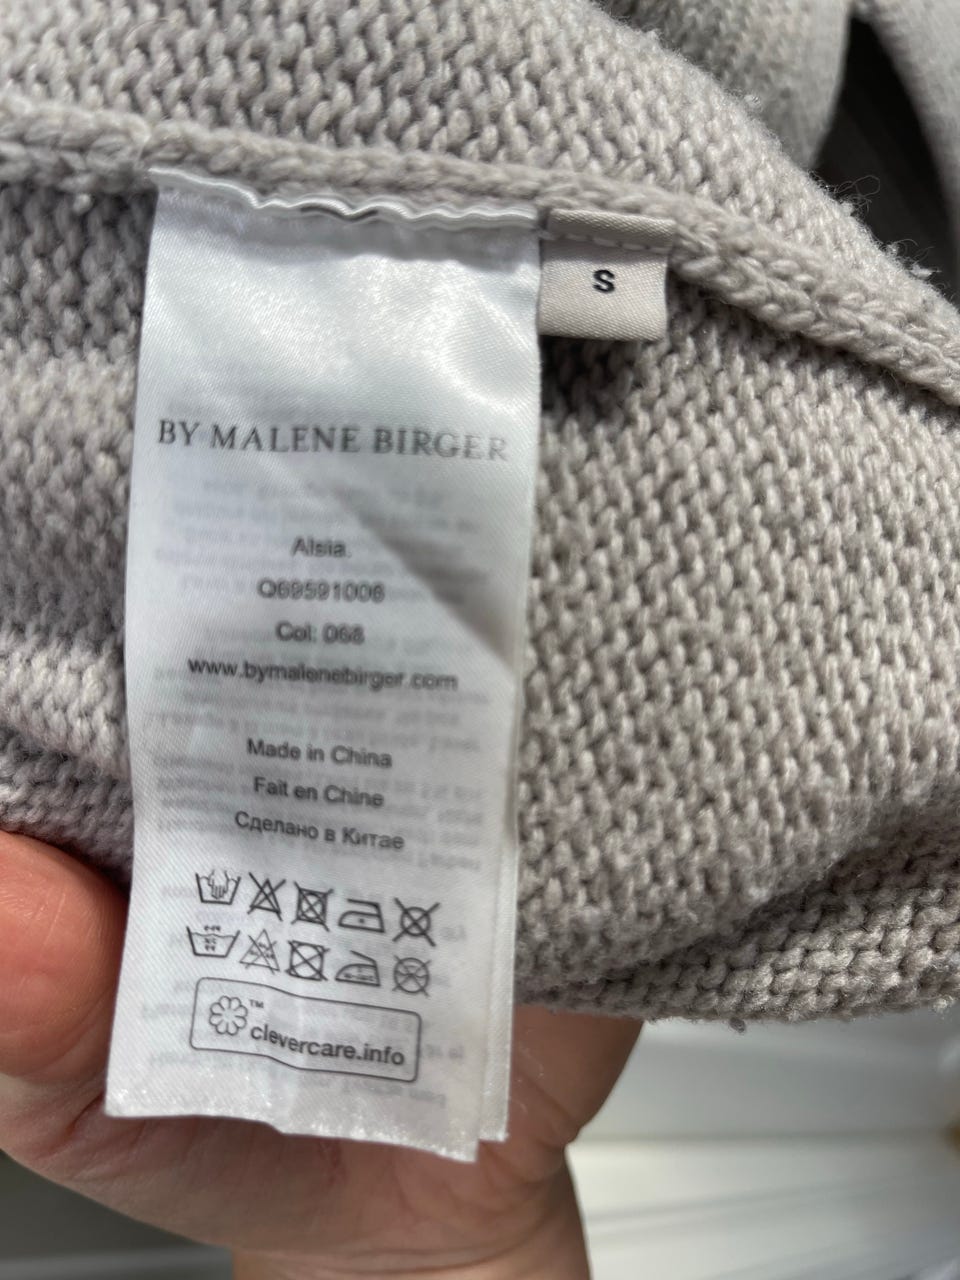 S
BY MALENE BIRGER
Alsia.
Q69591006
Col: 068
www.bymalenebirger.com
Made in China
Fait en Chine
Сделано в Китае
™
clevercare.info